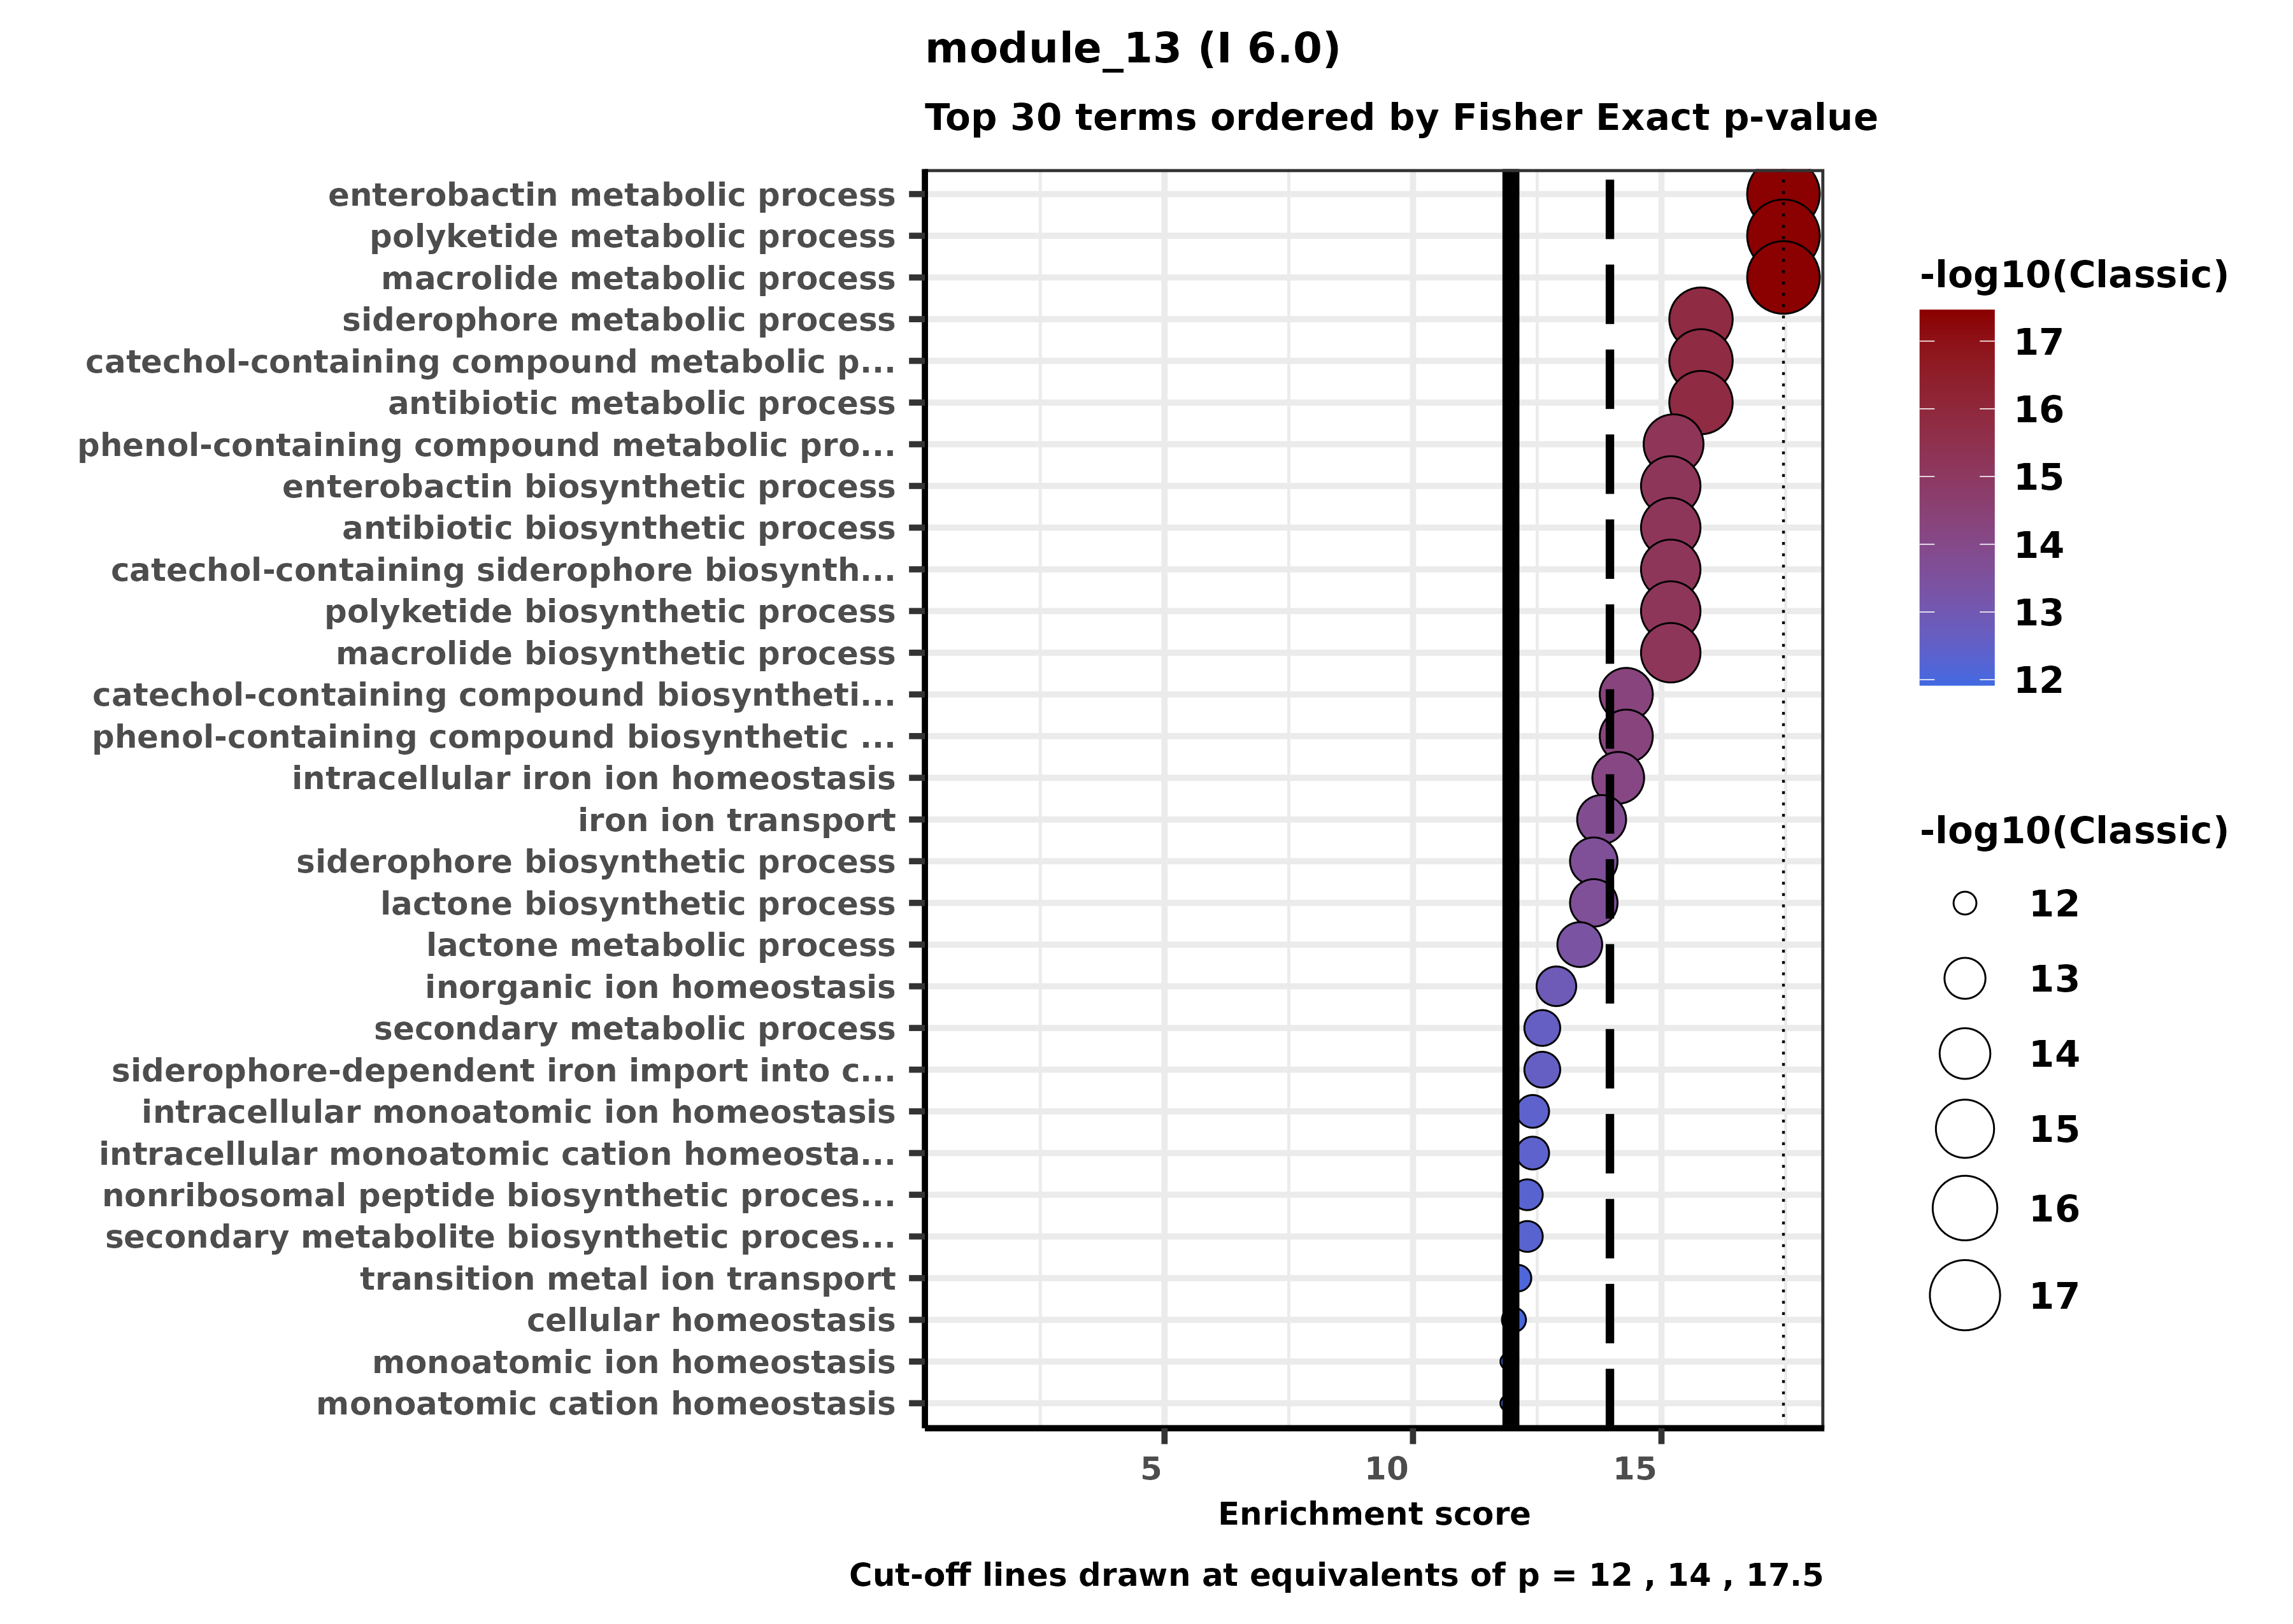 module_13 (I 6.0)
Top 30 terms ordered by Fisher Exact p-value
enterobactin metabolic process
polyketide metabolic process
macrolide metabolic process
siderophore metabolic process
catechol-containing compound metabolic p...
antibiotic metabolic process
phenol-containing compound metabolic pro...
enterobactin biosynthetic process
antibiotic biosynthetic process
catechol-containing siderophore biosynth...
polyketide biosynthetic process
macrolide biosynthetic process
catechol-containing compound biosyntheti...
phenol-containing compound biosynthetic ...
intracellular iron ion homeostasis
iron ion transport
siderophore biosynthetic process
lactone biosynthetic process
lactone metabolic process
inorganic ion homeostasis
secondary metabolic process
siderophore-dependent iron import into c...
intracellular monoatomic ion homeostasis
intracellular monoatomic cation homeosta...
nonribosomal peptide biosynthetic proces...
secondary metabolite biosynthetic proces...
transition metal ion transport
cellular homeostasis
monoatomic ion homeostasis
monoatomic cation homeostasis
5 10 15
Enrichment score
Cut-off lines drawn at equivalents of p = 12 , 14 , 17.5
-log10(Classic)
17
16
15
14
13
12
-log10(Classic)
12
13
14
15
16
17